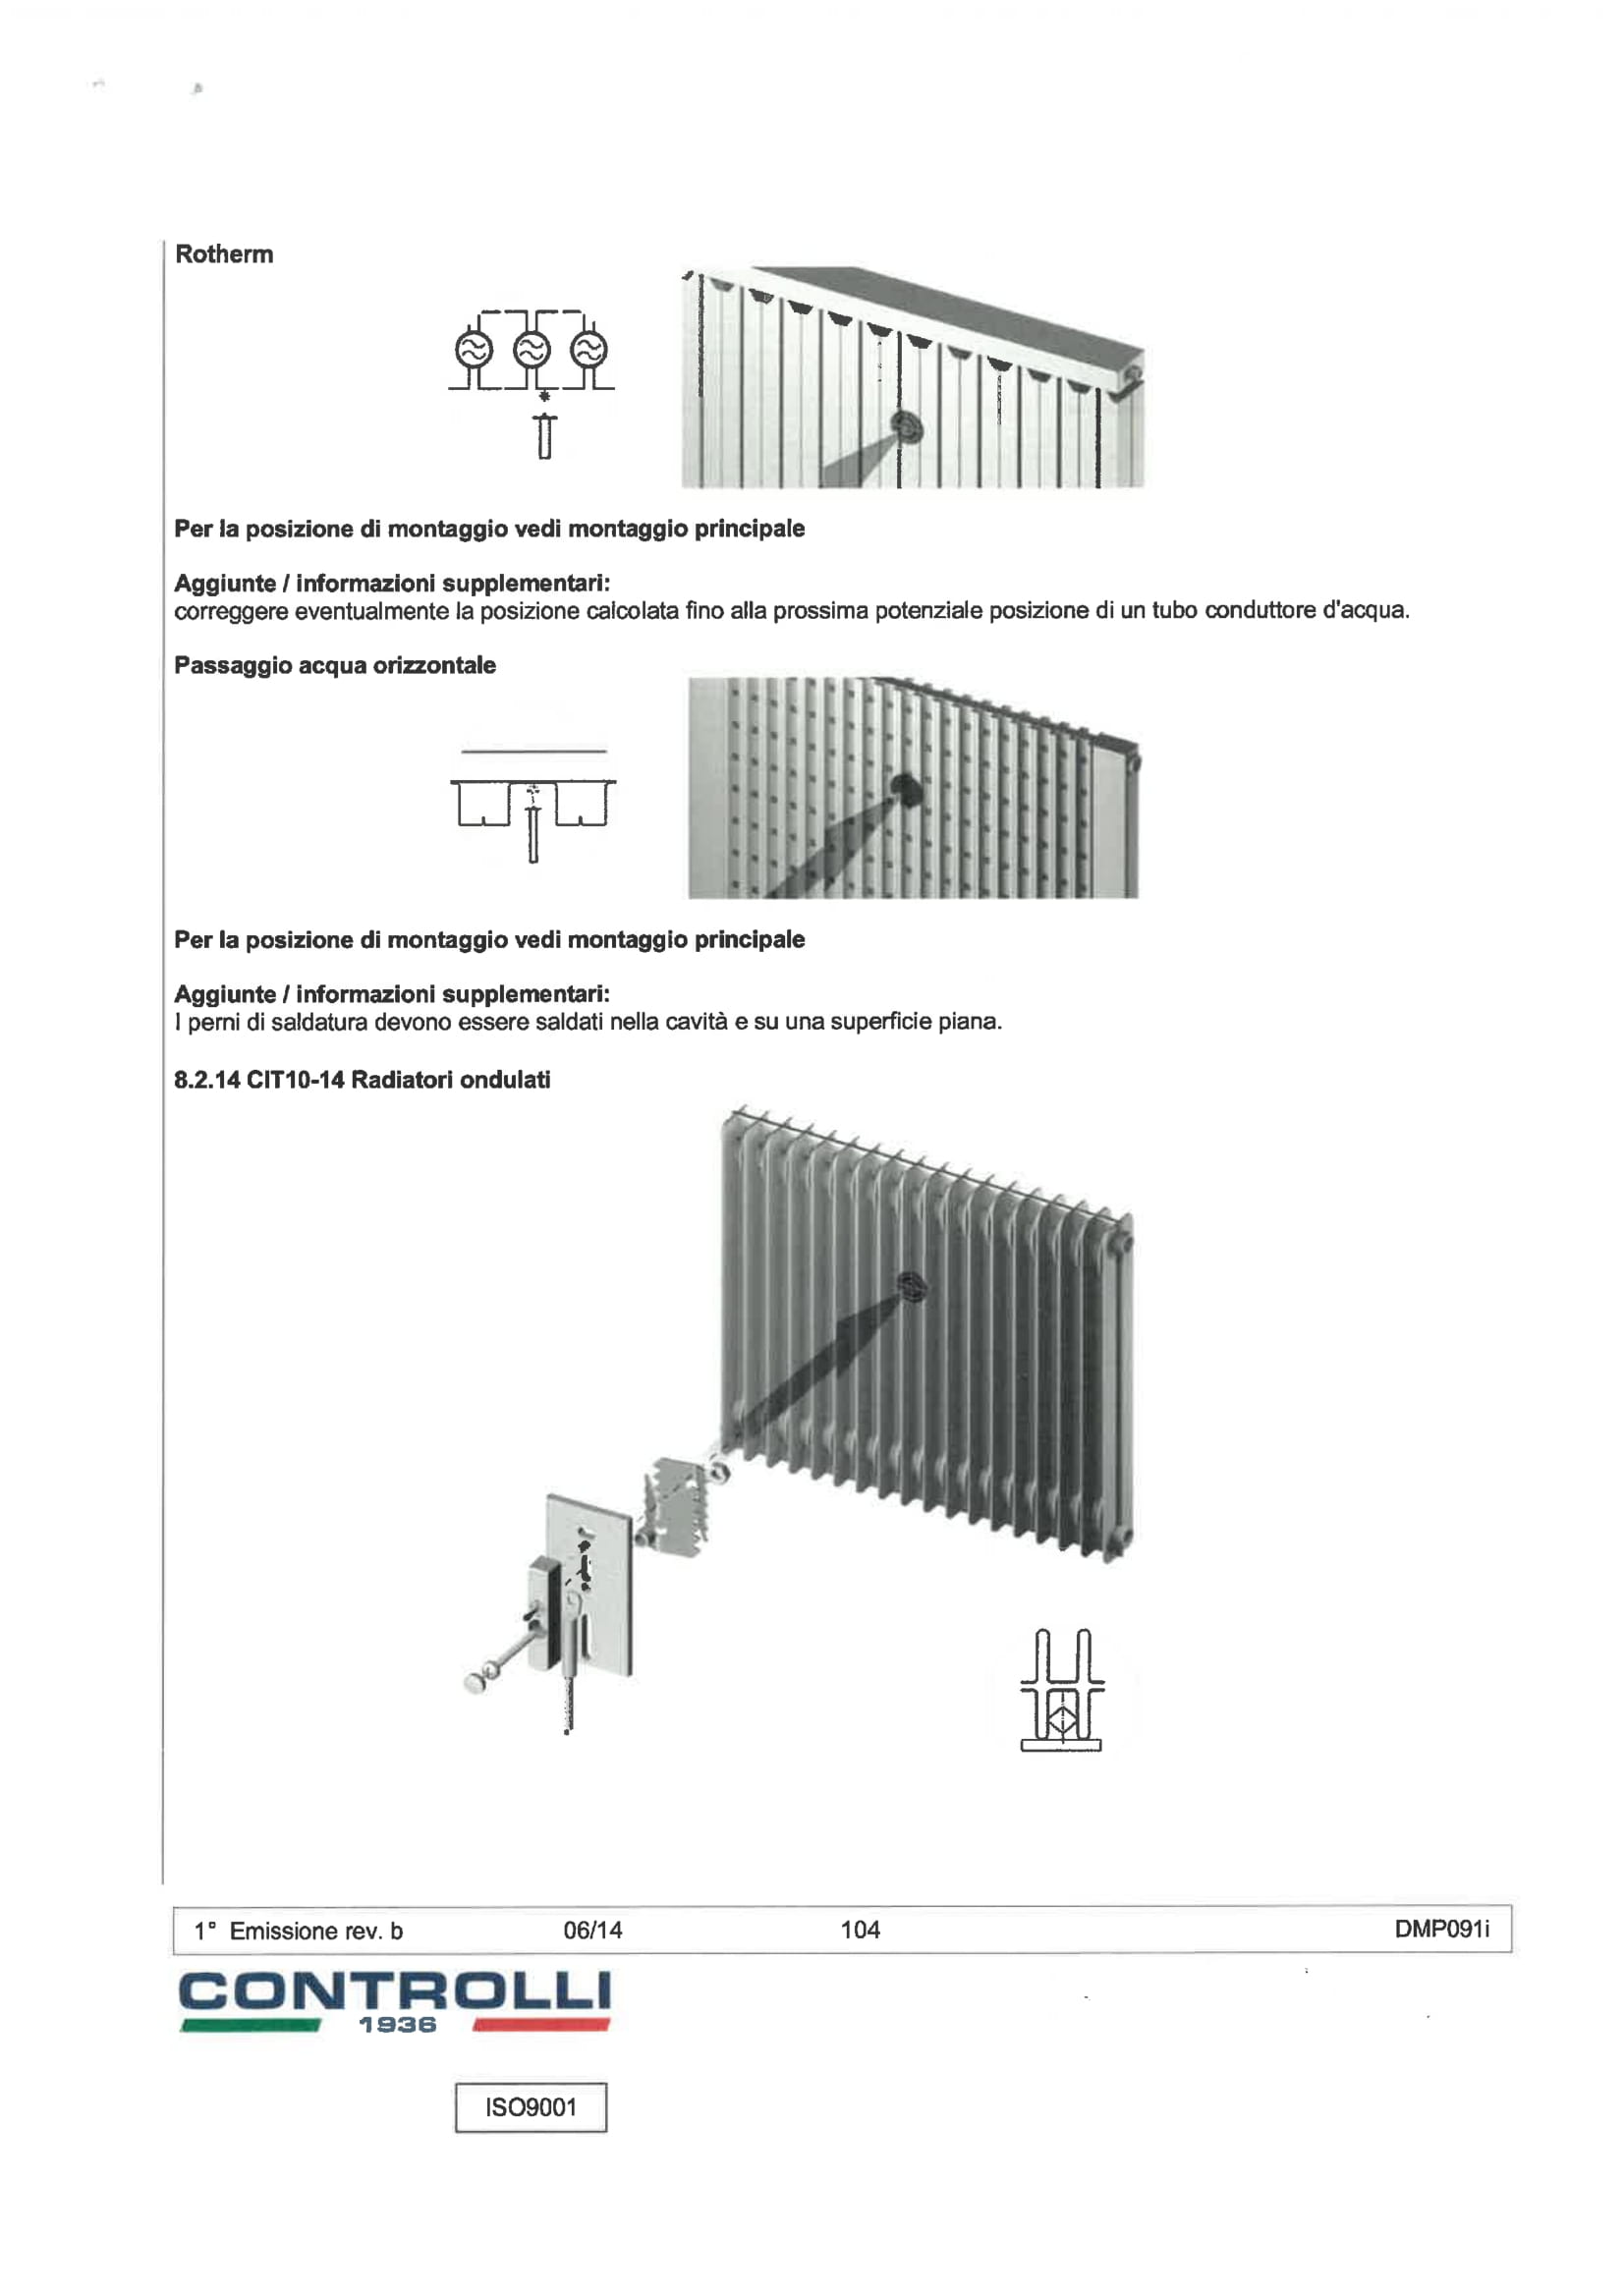 Rotherm
Per la posizione di montaggio vedi montaggio principale
Aggiunte / informazioni supplementari:
correggere eventualmente la posizione calcolata fino alla prossima potenziale posizione di un tubo conduttore d'acqua.
Passaggio acqua orizzontale
Per la posizione di montaggio vedi montaggio principale
Aggiunte / informazioni supplementari:
I perni di saldatura devono essere saldati nella cavità e su una superficie piana.
8.2.14 CIT10-14 Radiatori ondulati
1° Emissione rev. b 06/14 104 DMP091i
CONTROLLI
1936
ISO9001